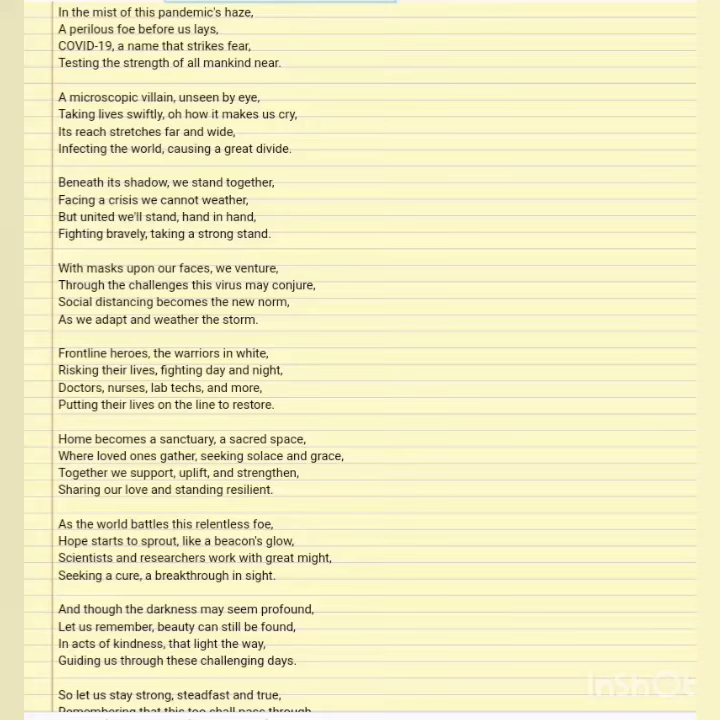 In the mist of this pandemic's haze,
A perilous foe before us lays,
COVID-19, a name that strikes fear,
Testing the strength of all mankind near.
A microscopic villain, unseen by eye,
Taking lives swiftly, oh how it makes us cry,
Its reach stretches far and wide,
Infecting the world, causing a great divide.
Beneath its shadow, we stand together,
Facing a crisis we cannot weather,
But united we'll stand, hand in hand,
Fighting bravely, taking a strong stand.
With masks upon our faces, we venture,
Through the challenges this virus may conjure,
Social distancing becomes the new norm,
As we adapt and weather the storm.
Frontline heroes, the warriors in white,
Risking their lives, fighting day and night,
Doctors, nurses, lab techs, and more,
Putting their lives on the line to restore.
Home becomes a sanctuary, a sacred space,
Where loved ones gather, seeking solace and grace,
Together we support, uplift, and strengthen,
Sharing our love and standing resilient.
As the world battles this relentless foe,
Hope starts to sprout, like a beacon's glow,
Scientists and researchers work with great might,
Seeking a cure, a breakthrough in sight.
And though the darkness may seem profound,
Let us remember, beauty can still be found,
In acts of kindness, that light the way,
Guiding us through these challenging days.
So let us stay strong, steadfast and true,
Remembering that this too shall pass through
InShOt